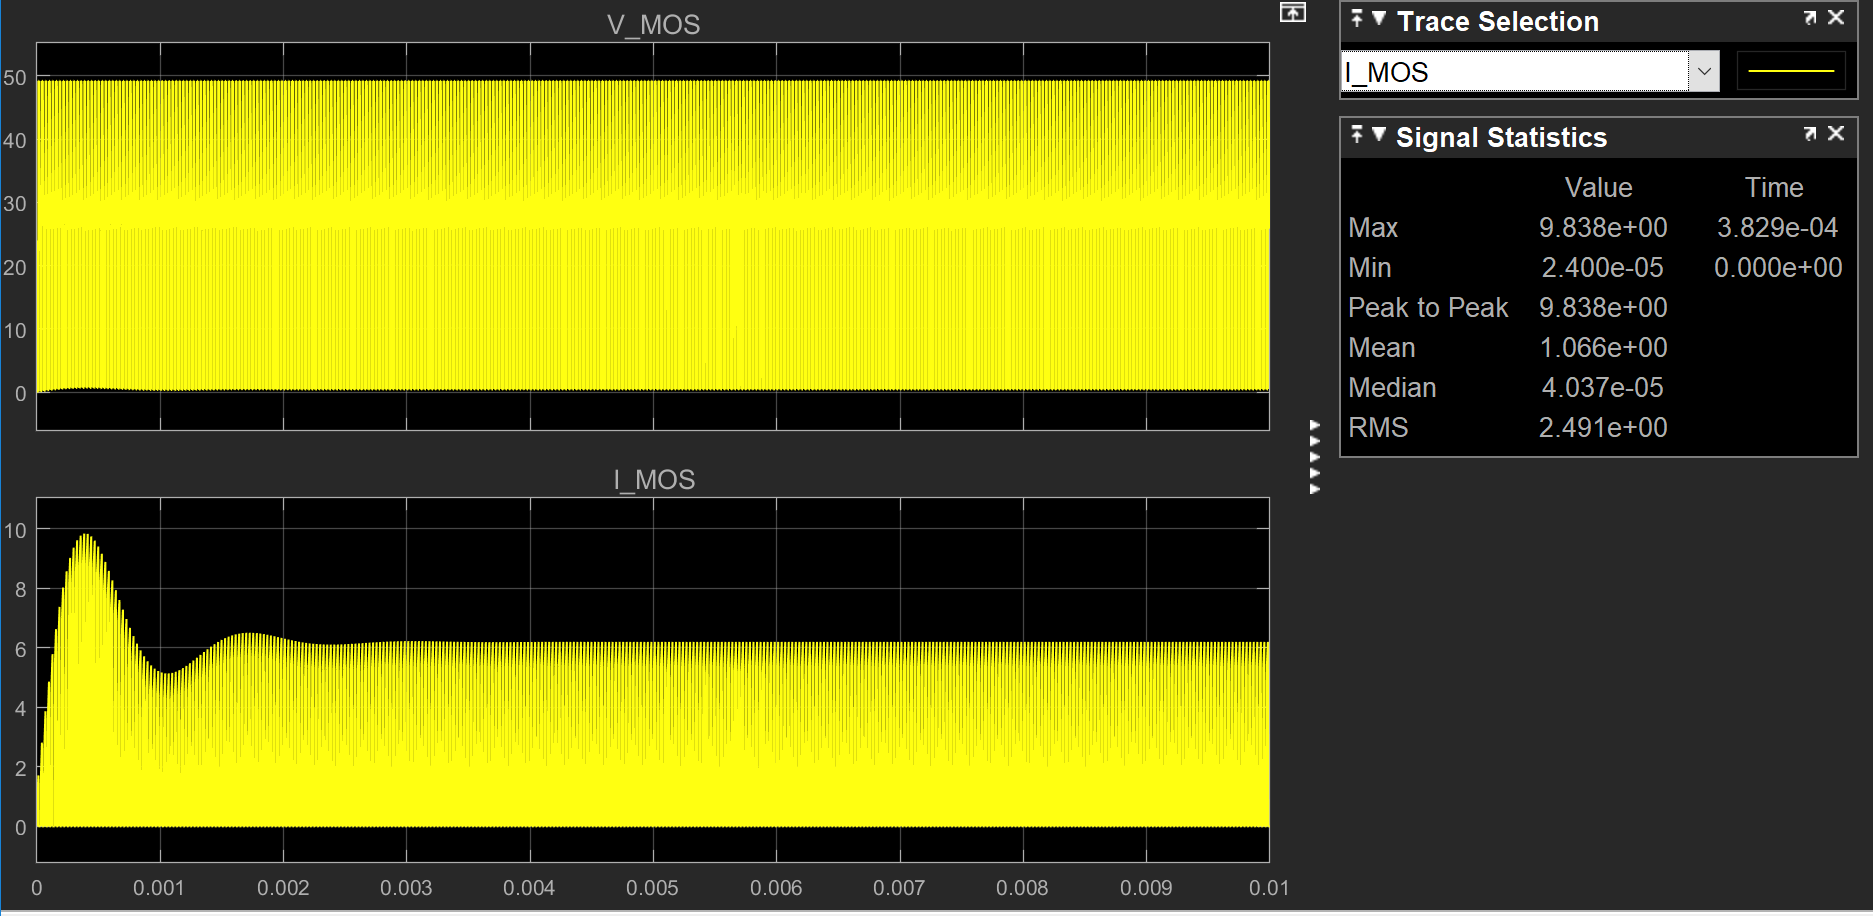 V_MOS
50
40
30
20
10
0
I_MOS
10
8
6
4
2
0
0 0.001 0.002 0.003 0.004 0.005 0.006 0.007 0.008 0.009 0.01
Trace Selection
I_MOS
Signal Statistics
Value Time
Max 9.838e+00 3.829e-04
Min 2.400e-05 0.000e+00
Peak to Peak 9.838e+00
Mean 1.066e+00
Median 4.037e-05
RMS 2.491e+00